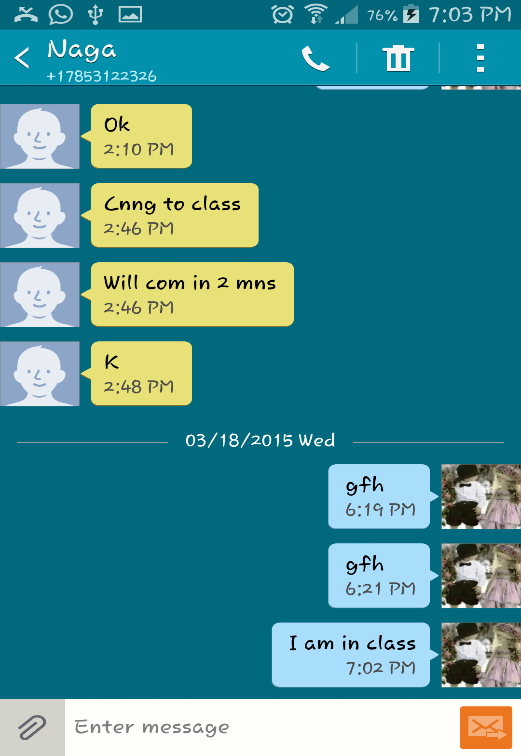 76% 7:03 PM
Naga
+17853122326
Ok
2:10 PM
Cnng to class
2:46 PM
Will com in 2 mns
2:46 PM
K
2:48 PM
03/18/2015 Wed
gfh
6:19 PM
gfh
6:21 PM
I am in class
7:02 PM
Enter message